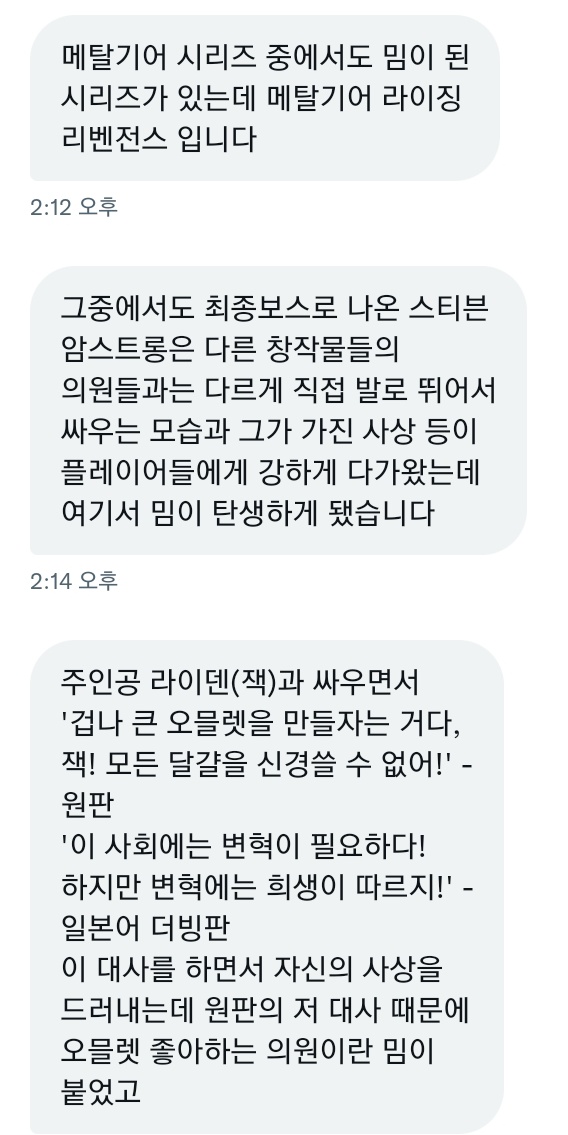 메탈기어 시리즈 중에서도 밈이 된
시리즈가 있는데 메탈기어 라이징
리벤전스 입니다
2:12 오후
그중에서도 최종보스로 나온 스티븐
암스트롱은 다른 창작물들의
의원들과는 다르게 직접 발로 뛰어서
싸우는 모습과 그가 가진 사상 등이
플레이어들에게 강하게 다가왔는데
여기서 밈이 탄생하게 됐습니다
2:14 오후
주인공 라이덴(잭)과 싸우면서
'겁나 큰 오믈렛을 만들자는 거다,
잭! 모든 달걀을 신경쓸 수 없어!' -
원판
'이 사회에는 변혁이 필요하다!
하지만 변혁에는 희생이 따르지!' -
일본어 더빙판
이 대사를 하면서 자신의 사상을
드러내는데 원판의 저 대사 때문에
오믈렛 좋아하는 의원이란 밈이
붙었고